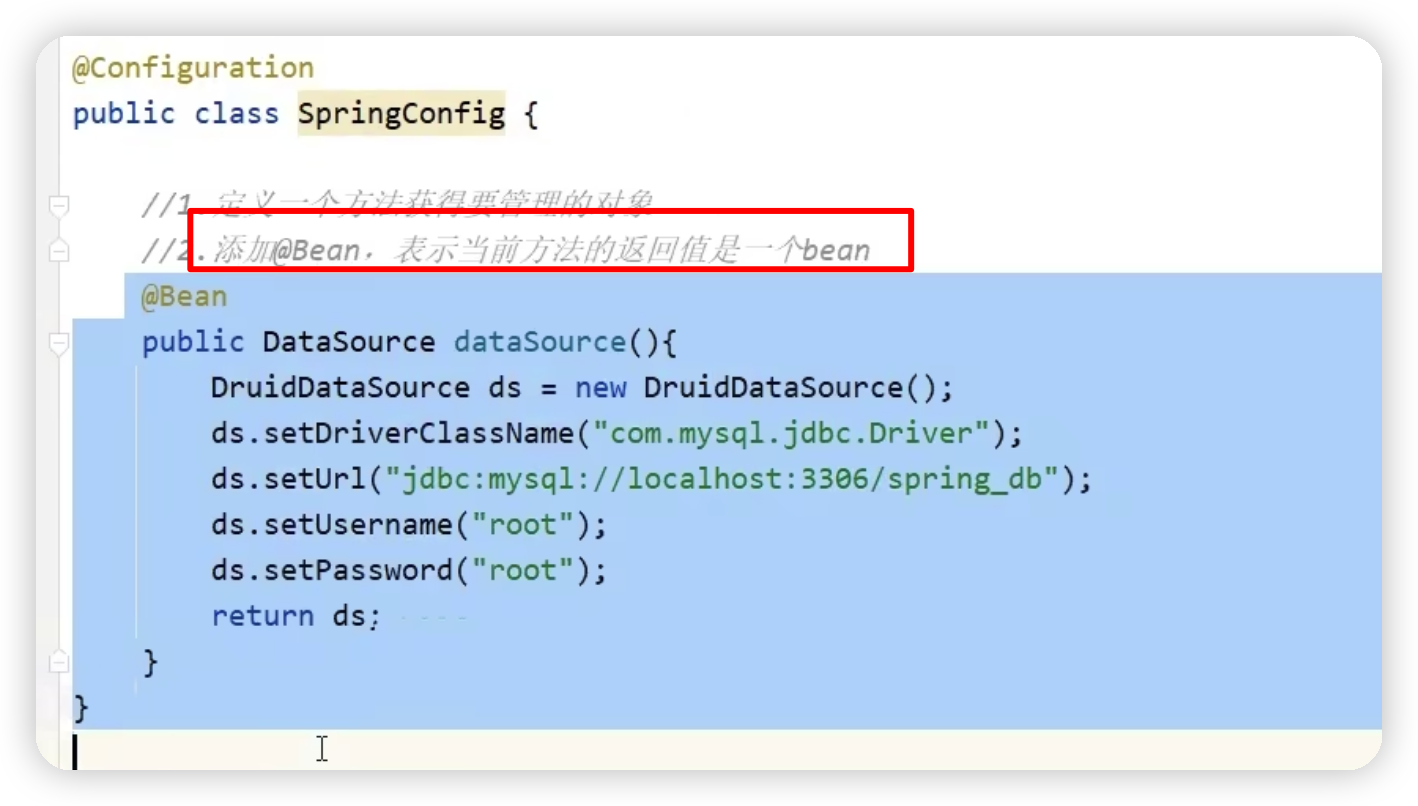 @Configuration
public class SpringConfig {
//1.定义一个方法获得要管理的对象
//2.添加@Bean，表示当前方法的返回值是一个bean
@Bean
public DataSource dataSource(){
DruidDataSource ds = new DruidDataSource();
ds.setDriverClassName("com.mysql.jdbc.Driver");
ds.setUrl("jdbc:mysql://localhost:3306/spring_db");
ds.setUsername("root");
ds.setPassword("root");
return ds;
}
}